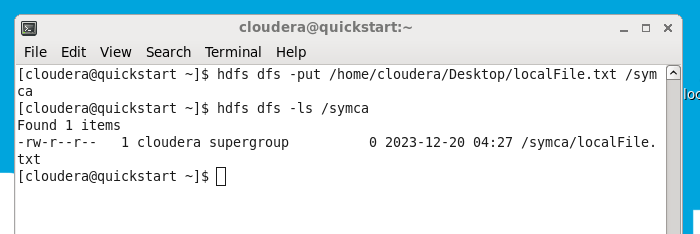 cloudera@quickstart:~
File Edit View Search Terminal Help
[cloudera@quickstart ~]$ hdfs dfs -put /home/cloudera/Desktop/localFile.txt /sym
ca
[cloudera@quickstart ~]$ hdfs dfs -ls /symca
Found 1 items
-rw-r--r--   1 cloudera supergroup          0 2023-12-20 04:27 /symca/localFile.
txt
[cloudera@quickstart ~]$